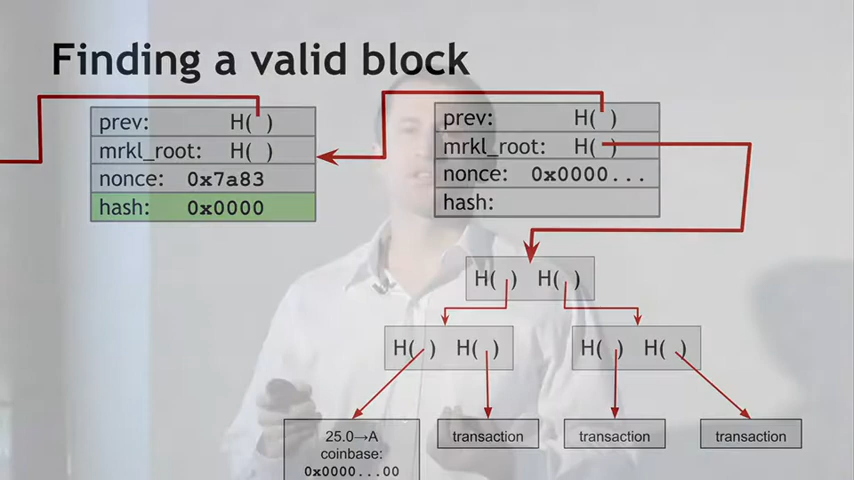 Finding a valid block
prev: H( )
mrkl_root: H( )
nonce: 0x7a83
hash: 0x0000
prev: H( )
mrkl_root: H( )
nonce: 0x0000...
hash:
H( ) H( )
H( ) H( )
H( ) H( )
25.0→A
coinbase:
0x0000...00
transaction
transaction
transaction